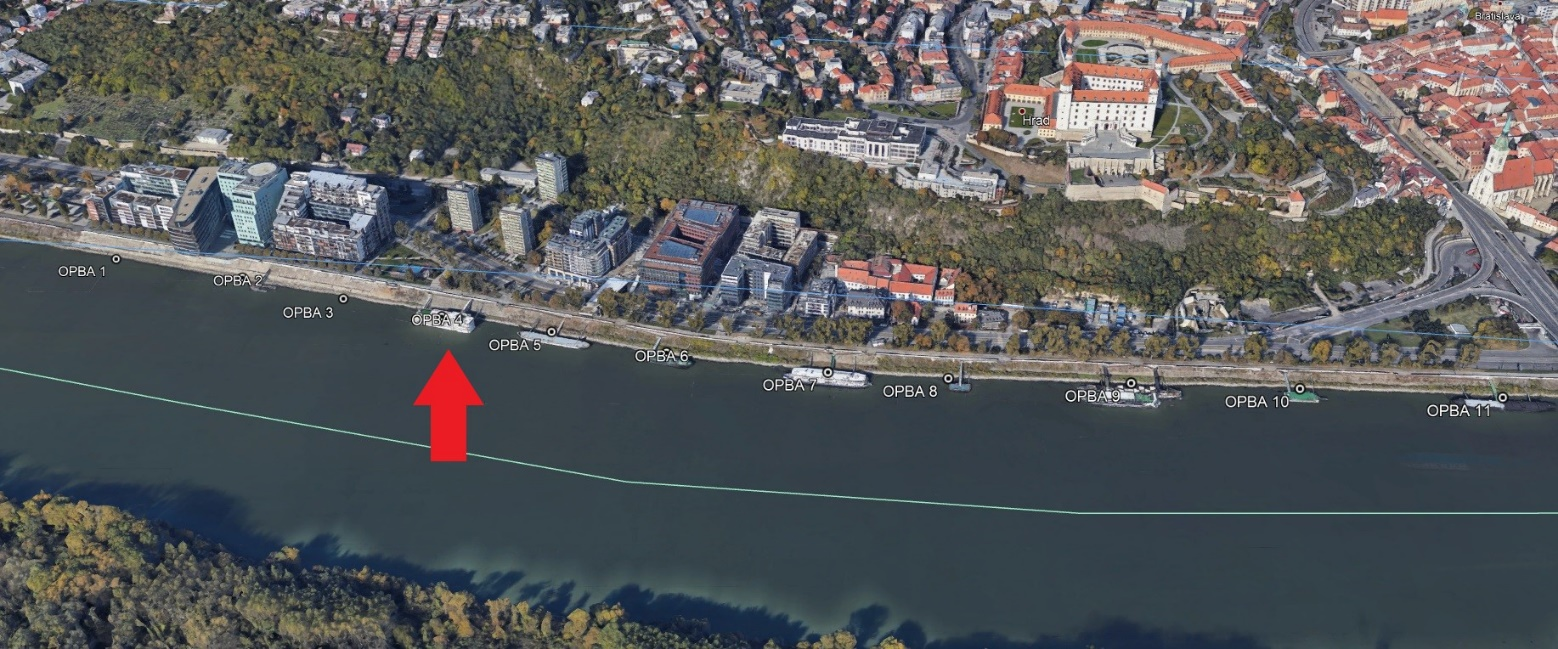 Bratislava
Hrad
OPBA 1
OPBA 2
OPBA 3
OPBA 4
OPBA 5
OPBA 6
OPBA 7
OPBA 8
OPBA 9
OPBA 10
OPBA 11